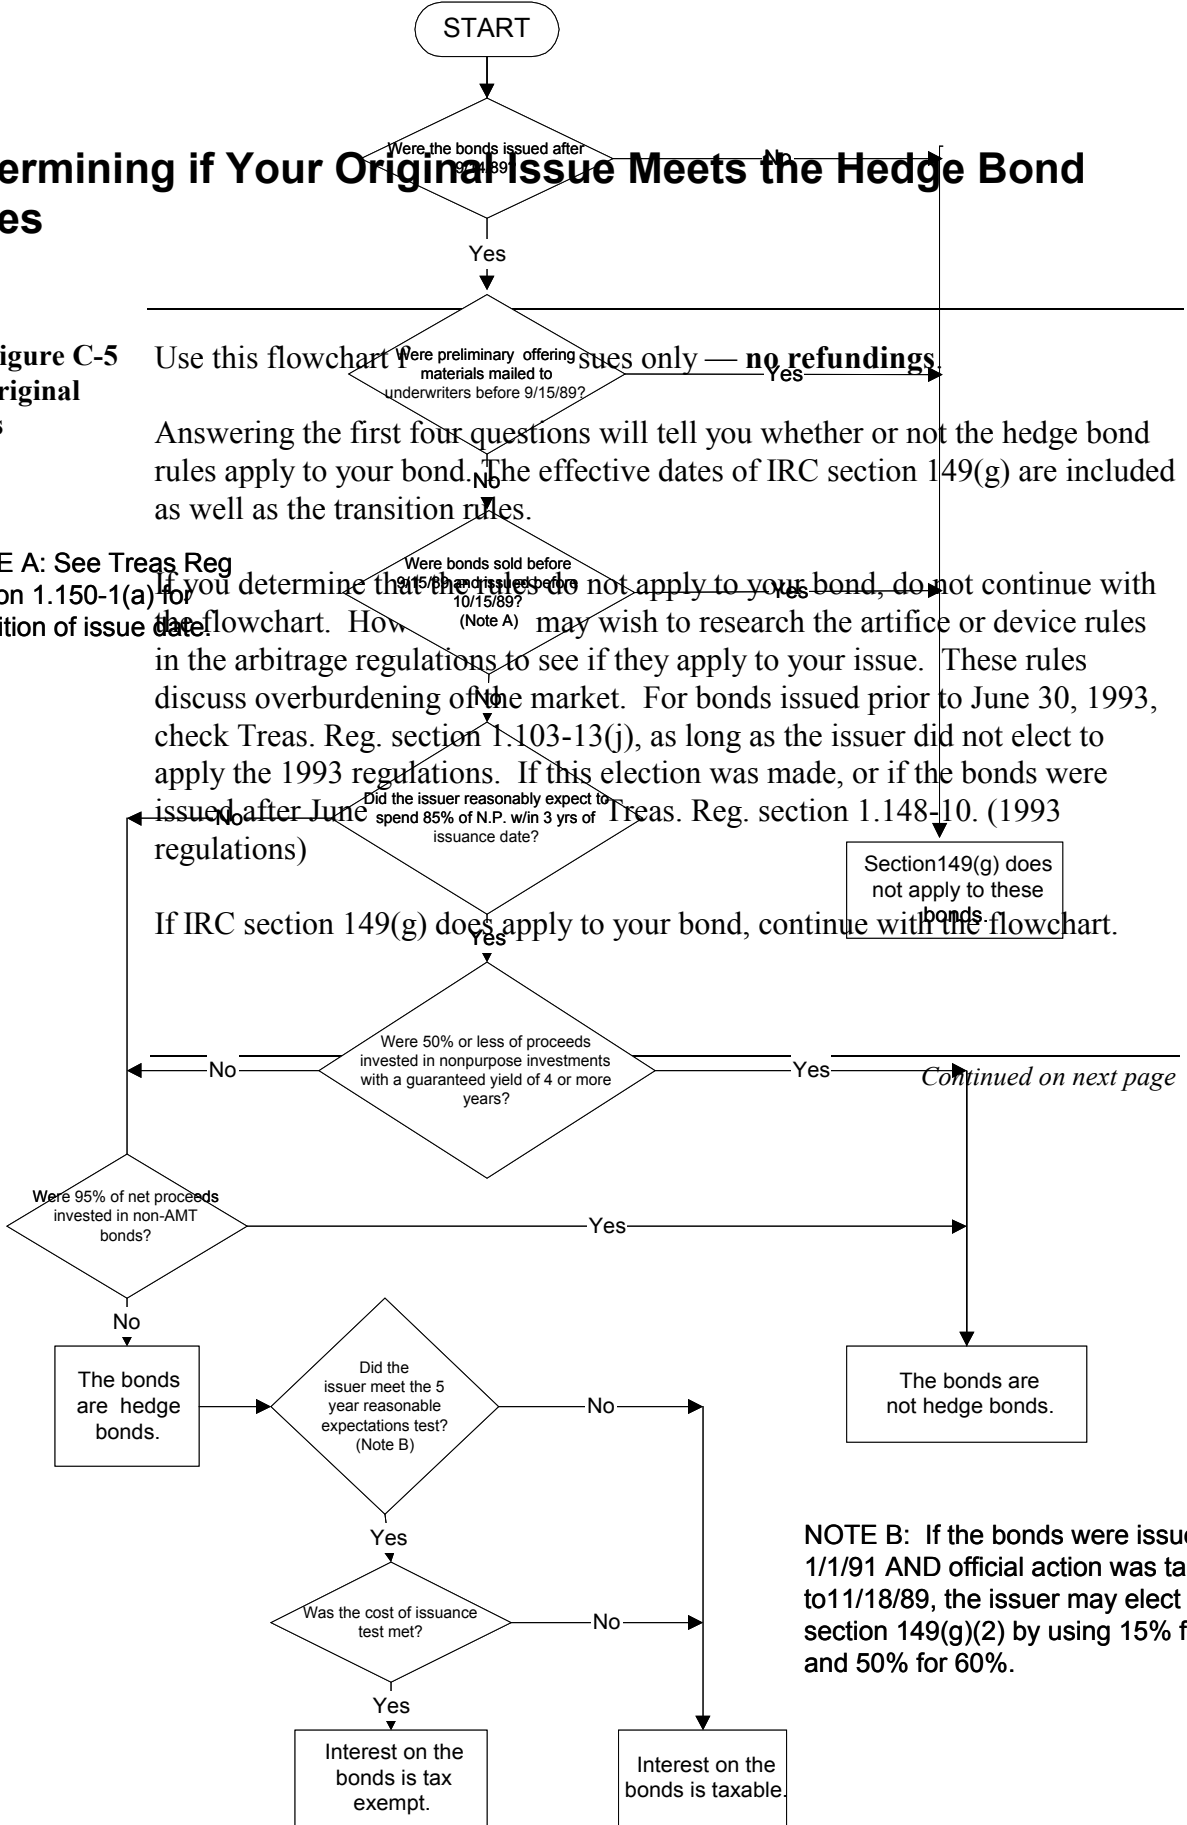 START
Were the bonds issued after
9/14/89?
No
ermining if Your Original Issue Meets the Hedge Bond
es
Yes
igure C-5
riginal
s
Use this flowchart f sues only — no refundings.
Were preliminary offering
materials mailed to
underwriters before 9/15/89?
Yes
Answering the first four questions will tell you whether or not the hedge bond
rules apply to your bond. The effective dates of IRC section 149(g) are included
as well as the transition rules.
No
E A: See Treas Reg
on 1.150-1(a) for
ition of issue date.
Were bonds sold before
9/15/89 and issued before
10/15/89?
(Note A)
Yes
If you determine that the rules do not apply to your bond, do not continue with
the flowchart. How may wish to research the artifice or device rules
in the arbitrage regulations to see if they apply to your issue. These rules
discuss overburdening of the market. For bonds issued prior to June 30, 1993,
check Treas. Reg. section 1.103-13(j), as long as the issuer did not elect to
apply the 1993 regulations. If this election was made, or if the bonds were
issued after June Treas. Reg. section 1.148-10. (1993
regulations)
No
Did the issuer reasonably expect to
spend 85% of N.P. w/in 3 yrs of
issuance date?
No
Section149(g) does
not apply to these
bonds.
If IRC section 149(g) does apply to your bond, continue with the flowchart.
Yes
Were 50% or less of proceeds
invested in nonpurpose investments
with a guaranteed yield of 4 or more
years?
No
Yes
Continued on next page
Were 95% of net proceeds
invested in non-AMT
bonds?
Yes
No
The bonds
are hedge
bonds.
Did the
issuer meet the 5
year reasonable
expectations test?
(Note B)
No
The bonds are
not hedge bonds.
Yes
NOTE B: If the bonds were issue
1/1/91 AND official action was ta
to11/18/89, the issuer may elect
section 149(g)(2) by using 15% f
and 50% for 60%.
Was the cost of issuance
test met?
No
Yes
Interest on the
bonds is tax
exempt.
Interest on the
bonds is taxable.